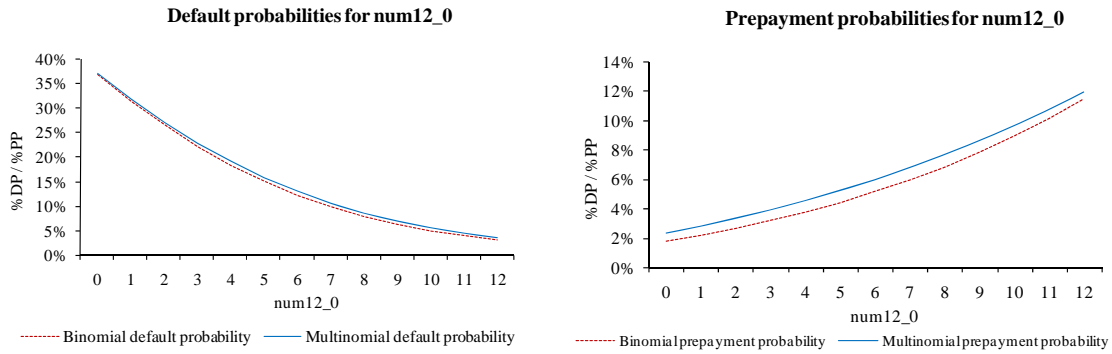 Default probabilities for num12_0
40%
35%
30%
25%
20%
15%
10%
5%
0%
%DP / %PP
0 1 2 3 4 5 6 7 8 9 10 11 12
num12_0
Binomial default probability Multinomial default probability
Prepayment probabilities for num12_0
14%
12%
10%
8%
6%
4%
2%
0%
%DP / %PP
0 1 2 3 4 5 6 7 8 9 10 11 12
num12_0
Binomial prepayment probability Multinomial prepayment probability